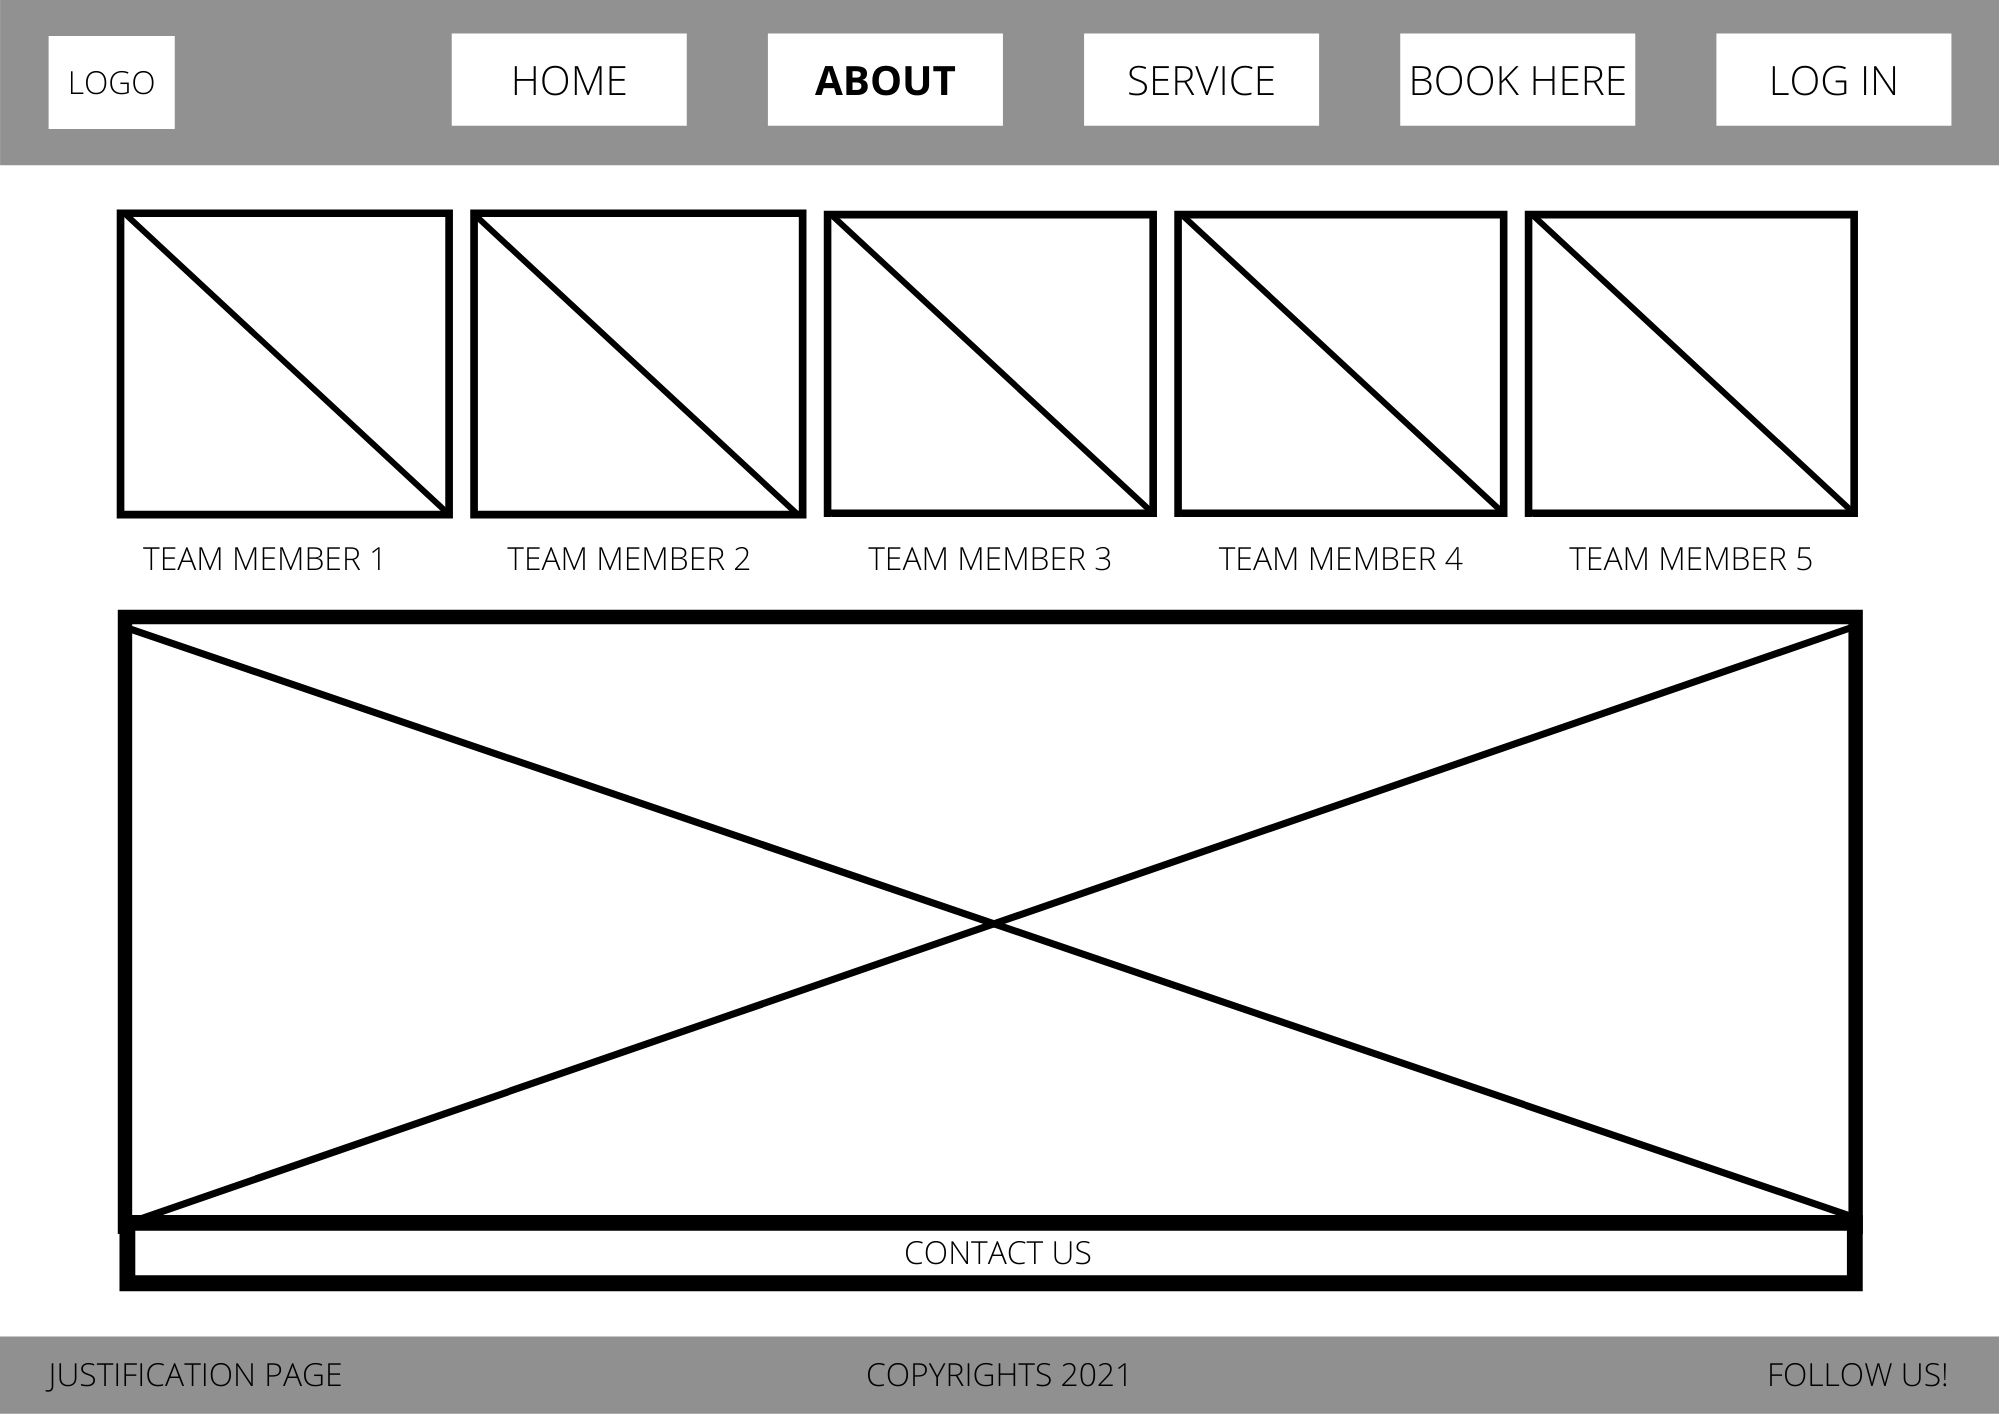 LOGO
HOME
ABOUT
SERVICE
BOOK HERE
LOG IN
TEAM MEMBER 1
TEAM MEMBER 2
TEAM MEMBER 3
TEAM MEMBER 4
TEAM MEMBER 5
CONTACT US
JUSTIFICATION PAGE
COPYRIGHTS 2021
FOLLOW US!